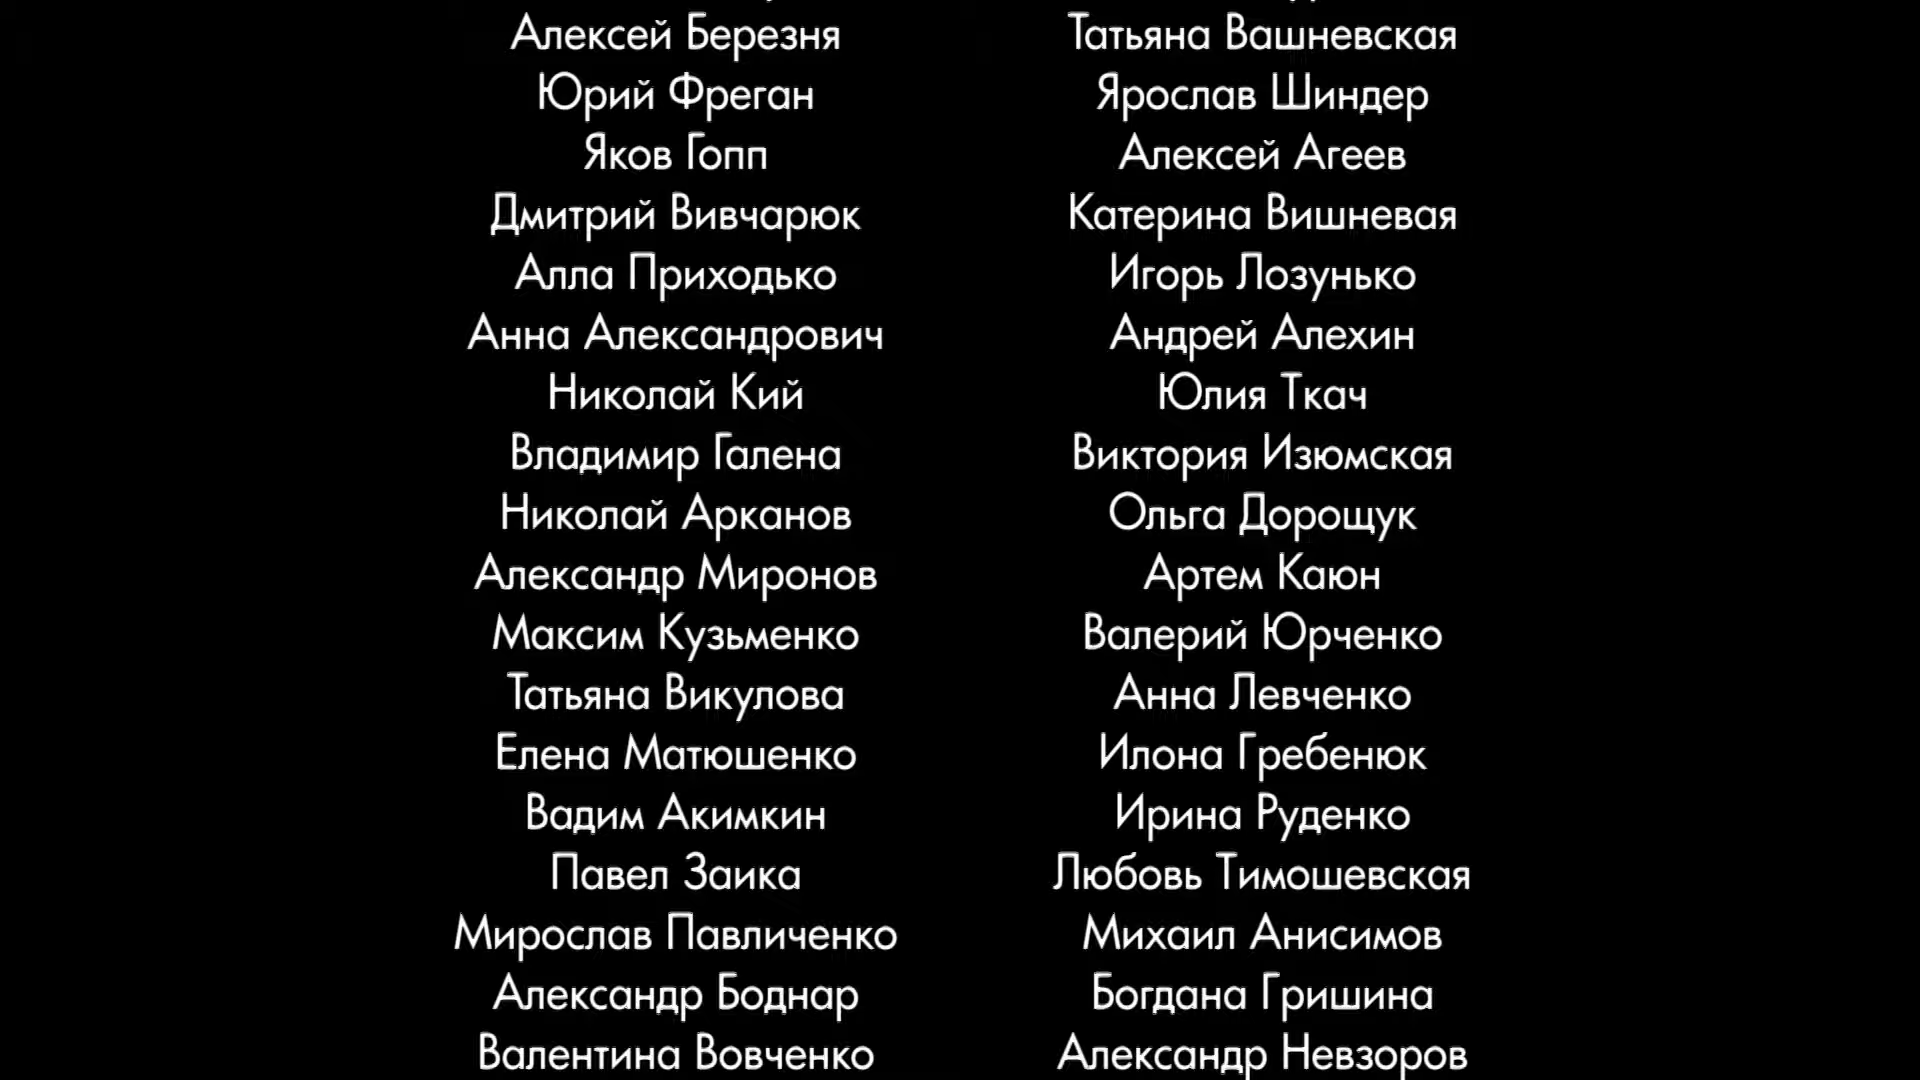 Алексей Березня
Юрий Фреган
Яков Гопп
Дмитрий Вивчарюк
Алла Приходько
Анна Александрович
Николай Кий
Владимир Галена
Николай Арканов
Александр Миронов
Максим Кузьменко
Татьяна Викулова
Елена Матюшенко
Вадим Акимкин
Павел Заика
Мирослав Павличенко
Александр Боднар
Валентина Вовченко
Татьяна Вашневская
Ярослав Шиндер
Алексей Агеев
Катерина Вишневая
Игорь Лозунько
Андрей Алехин
Юлия Ткач
Виктория Изюмская
Ольга Дорощук
Артем Каюн
Валерий Юрченко
Анна Левченко
Илона Гребенюк
Ирина Руденко
Любовь Тимошевская
Михаил Анисимов
Богдана Гришина
Александр Невзоров